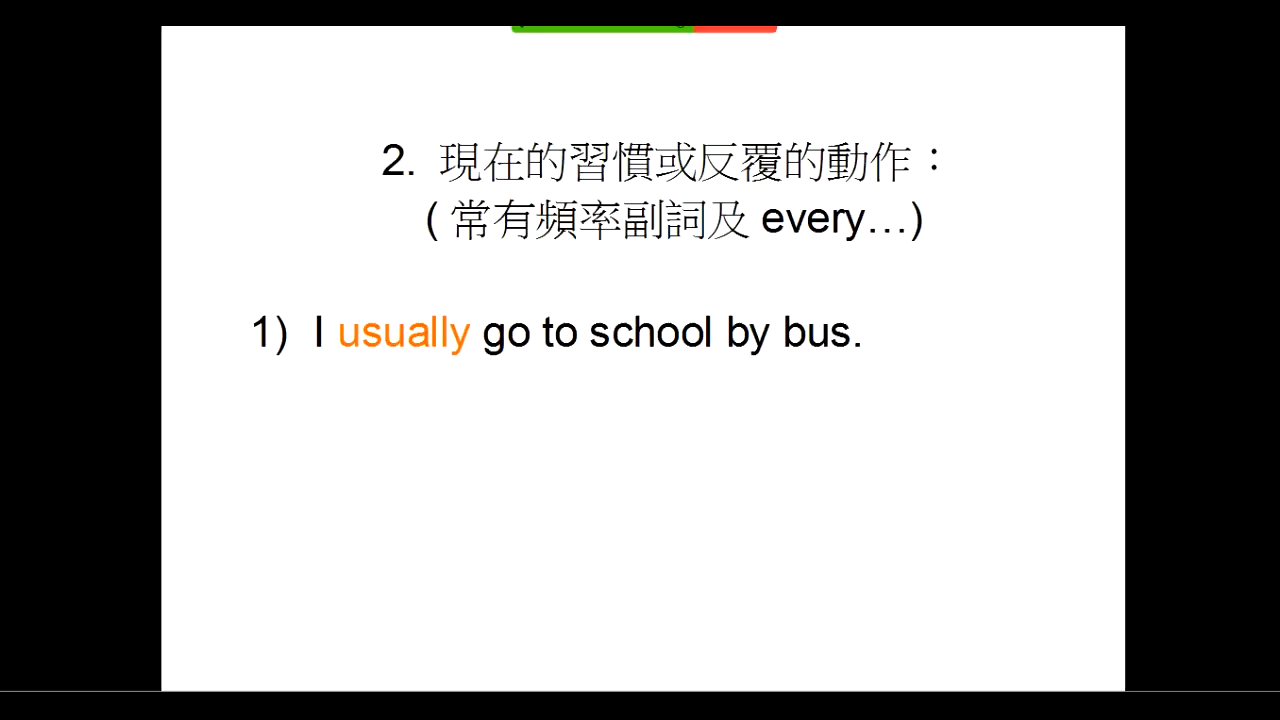 2. 現在的習慣或反覆的動作：
( 常有頻率副詞及 every…)
1) I usually go to school by bus.